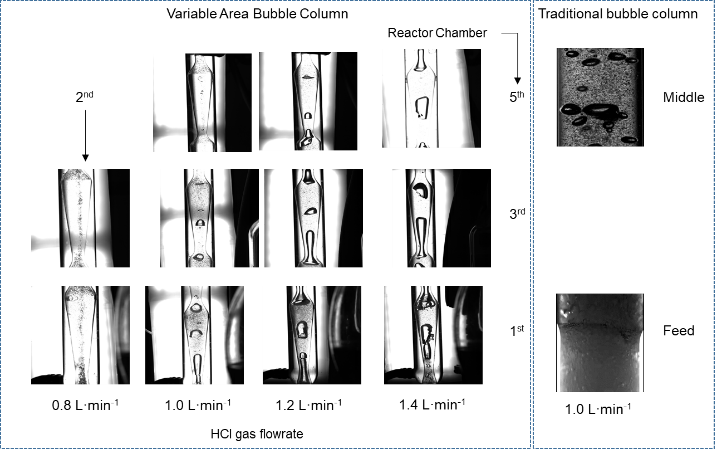 Variable Area Bubble Column
Traditional bubble column
Reactor Chamber
2nd
5th
Middle
3rd
1st
Feed
0.8 L·min-1
1.0 L·min-1
1.2 L·min-1
1.4 L·min-1
1.0 L·min-1
HCl gas flowrate